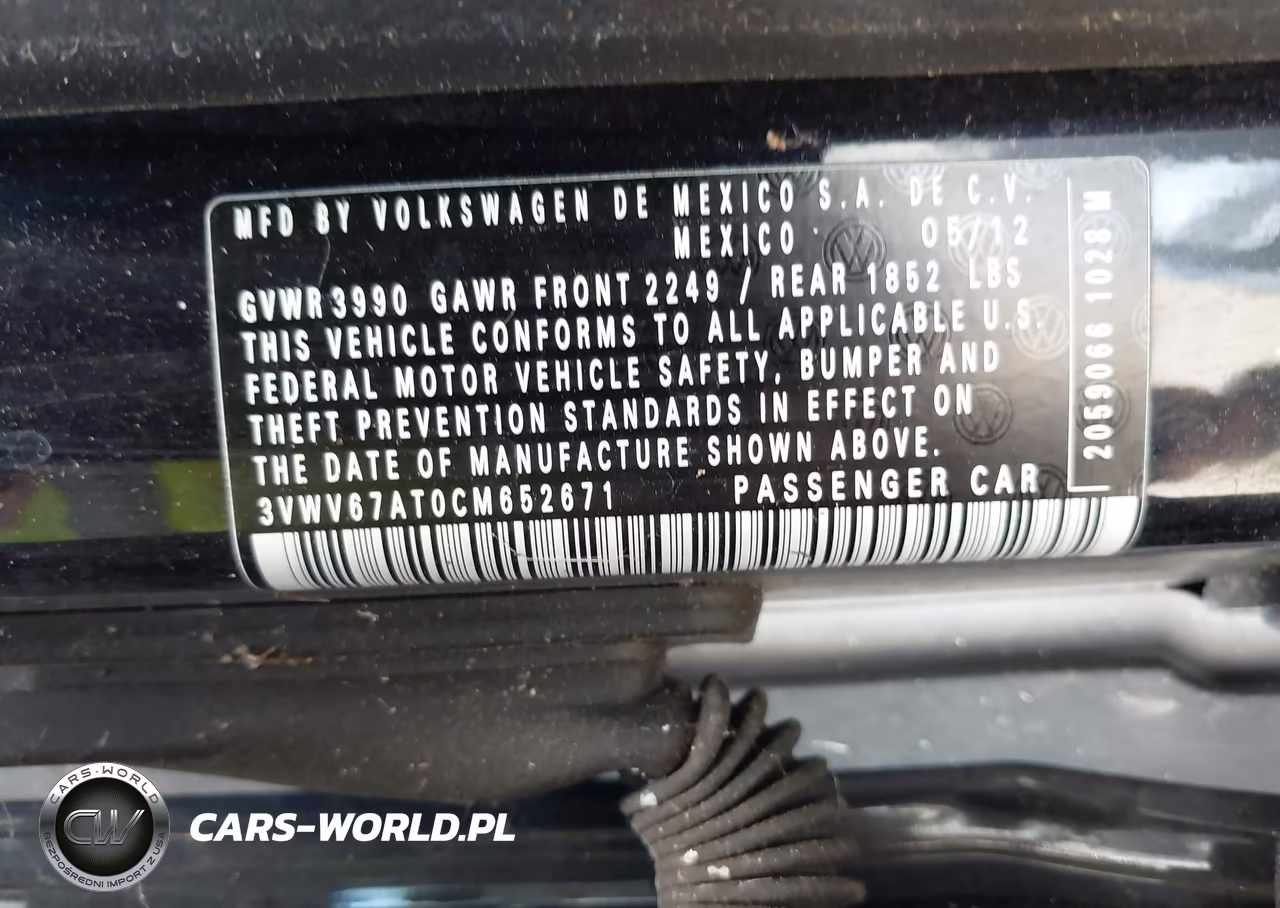 MFD BY VOLKSWAGEN DE MEXICO S.A. DE C.V.
MEXICO 05/12
GVWR 3990 GAWR FRONT 2249 / REAR 1852 LBS
THIS VEHICLE CONFORMS TO ALL APPLICABLE U.S.
FEDERAL MOTOR VEHICLE SAFETY, BUMPER AND
THEFT PREVENTION STANDARDS IN EFFECT ON
THE DATE OF MANUFACTURE SHOWN ABOVE.
3VWV67AT0CM652671 PASSENGER CAR
2059066 1028 M
CARS-WORLD
CW
BEZPOŚREDNI IMPORT Z USA
CARS-WORLD.PL